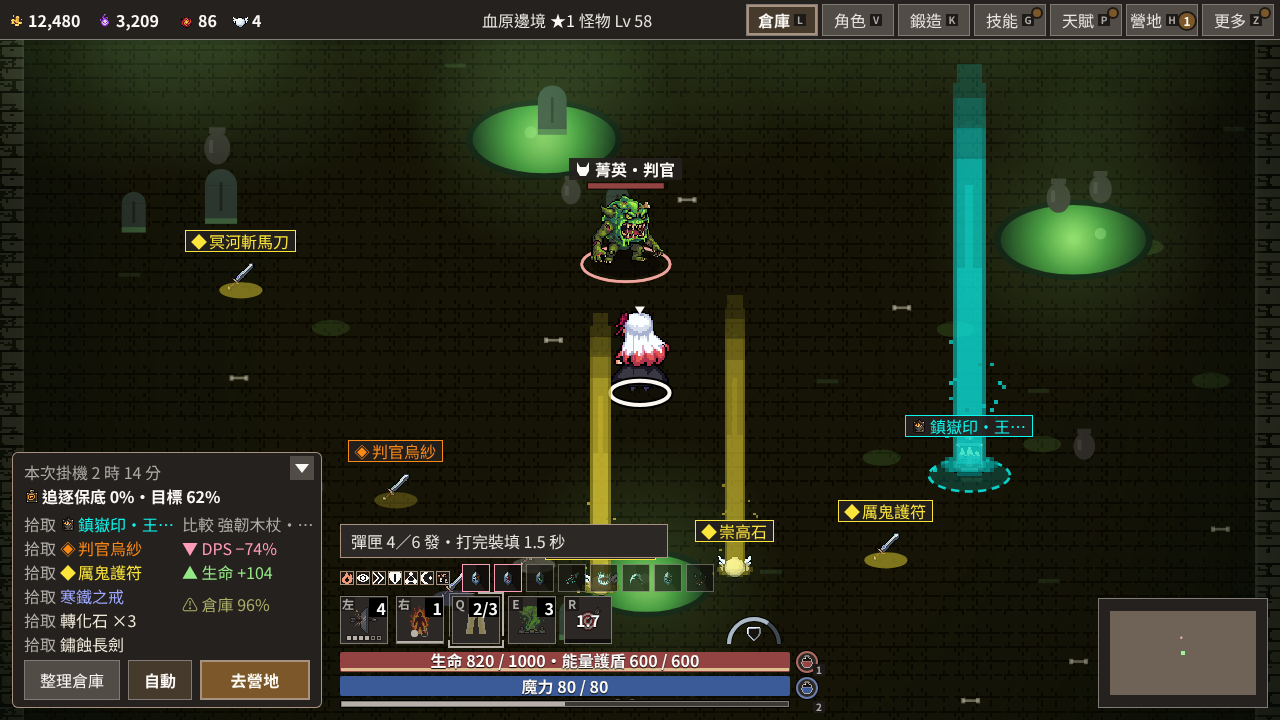 12,480 3,209 86 4
血原邊境 ★1 怪物 Lv 58
倉庫 L
角色 V
鍛造 K
技能 G
天賦 P
營地 H 1
更多 Z
菁英・判官
冥河斬馬刀
鎮嶽印・王…
判官烏紗
厲鬼護符
崇高石
本次掛機 2 時 14 分
追逐保底 0%・目標 62%
拾取 鎮嶽印・王… 比較 強韌木杖・…
拾取 判官烏紗 DPS −74%
拾取 厲鬼護符 生命 +104
拾取 寒鐵之戒
倉庫 96%
拾取 轉化石 ×3
拾取 鏽蝕長劍
整理倉庫 自動 去營地
彈匣 4／6 發・打完裝填 1.5 秒
左 4
右 1
Q 2/3
E 3
R 1.7
生命 820 / 1000・能量護盾 600 / 600
1
魔力 80 / 80
2